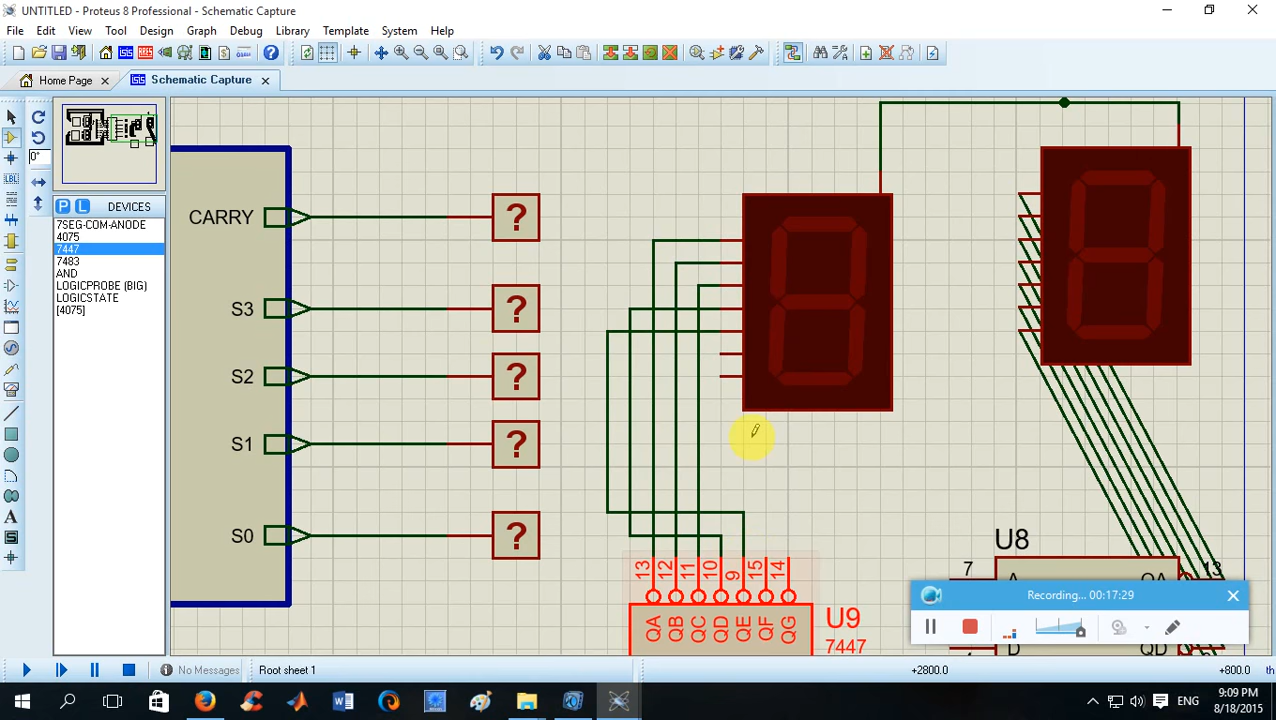 UNTITLED - Proteus 8 Professional - Schematic Capture
File Edit View Tool Design Graph Debug Library Template System Help
Home Page
Schematic Capture
0°
LBL
P L DEVICES
7SEG-COM-ANODE
4075
7447
7483
AND
LOGICPROBE (BIG)
LOGICSTATE
[4075]
A
CARRY ?
S3 ?
S2 ?
S1 ?
S0 ?
13 12 11 10 9 15 14
QA QB QC QD QE QF QG
U9
7447
U8
7 13
A QA
D
Recording... 00:17:29
No Messages
Root sheet 1
+2800.0
+800.0
th
ENG
9:09 PM
8/18/2015